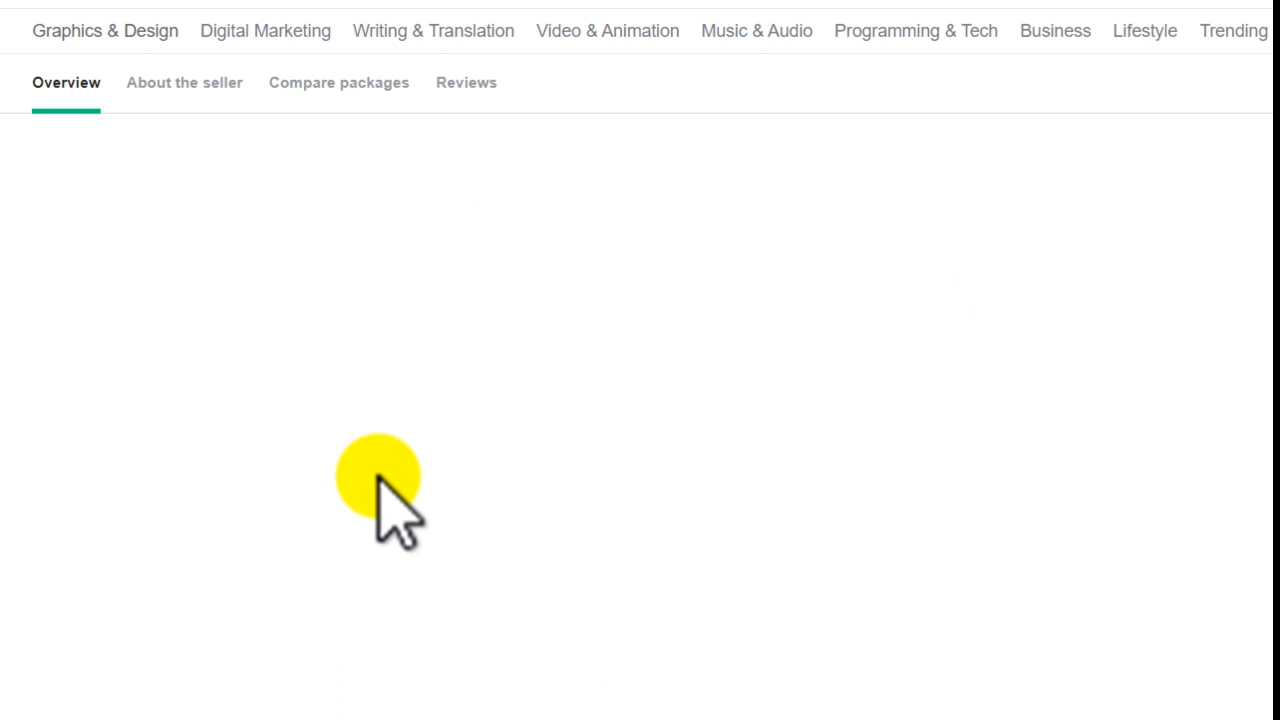 Graphics & Design Digital Marketing Writing & Translation Video & Animation Music & Audio Programming & Tech Business Lifestyle Trending
Overview About the seller Compare packages Reviews